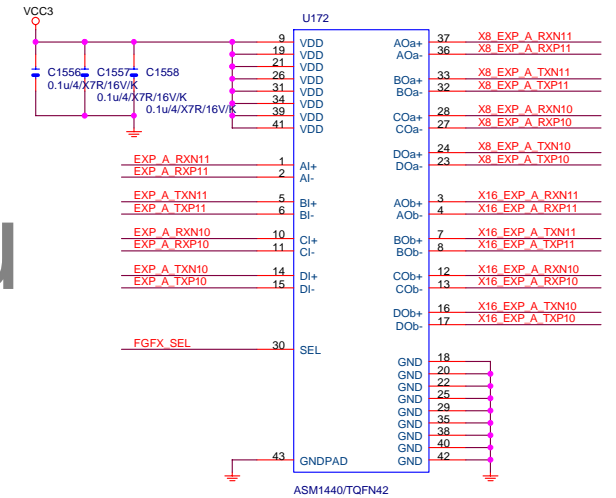 VCC3
U172
C1556
C1557
C1558
0.1u/4/X7R/16V/K
0.1u/4/X7R/16V/K
0.1u/4/X7R/16V/K
9 VDD
19 VDD
21 VDD
26 VDD
31 VDD
34 VDD
39 VDD
41 VDD
EXP_A_RXN11 1 AI+
EXP_A_RXP11 2 AI-
EXP_A_TXN11 5 BI+
EXP_A_TXP11 6 BI-
EXP_A_RXN10 10 CI+
EXP_A_RXP10 11 CI-
EXP_A_TXN10 14 DI+
EXP_A_TXP10 15 DI-
FGFX_SEL 30 SEL
43 GNDPAD
AOa+ 37 X8_EXP_A_RXN11
AOa- 36 X8_EXP_A_RXP11
BOa+ 33 X8_EXP_A_TXN11
BOa- 32 X8_EXP_A_TXP11
COa+ 28 X8_EXP_A_RXN10
COa- 27 X8_EXP_A_RXP10
DOa+ 24 X8_EXP_A_TXN10
DOa- 23 X8_EXP_A_TXP10
AOb+ 3 X16_EXP_A_RXN11
AOb- 4 X16_EXP_A_RXP11
BOb+ 7 X16_EXP_A_TXN11
BOb- 8 X16_EXP_A_TXP11
COb+ 12 X16_EXP_A_RXN10
COb- 13 X16_EXP_A_RXP10
DOb+ 16 X16_EXP_A_TXN10
DOb- 17 X16_EXP_A_TXP10
GND 18
GND 20
GND 22
GND 25
GND 29
GND 35
GND 38
GND 40
GND 42
ASM1440/TQFN42